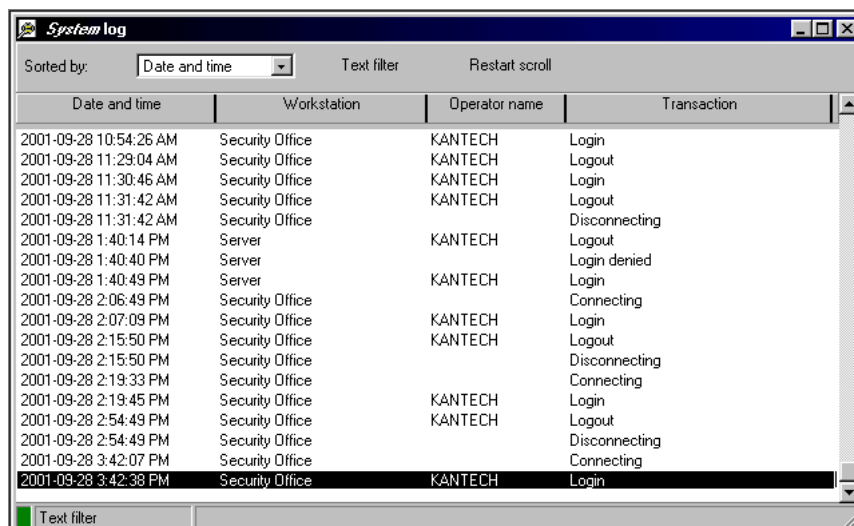 System log
Sorted by: Date and time Text filter Restart scroll
Date and time Workstation Operator name Transaction
2001-09-28 10:54:26 AM Security Office KANTECH Login
2001-09-28 11:29:04 AM Security Office KANTECH Logout
2001-09-28 11:30:46 AM Security Office KANTECH Login
2001-09-28 11:31:42 AM Security Office KANTECH Logout
2001-09-28 11:31:42 AM Security Office Disconnecting
2001-09-28 1:40:14 PM Server KANTECH Logout
2001-09-28 1:40:40 PM Server Login denied
2001-09-28 1:40:49 PM Server KANTECH Login
2001-09-28 2:06:49 PM Security Office Connecting
2001-09-28 2:07:09 PM Security Office KANTECH Login
2001-09-28 2:15:50 PM Security Office KANTECH Logout
2001-09-28 2:15:50 PM Security Office Disconnecting
2001-09-28 2:19:33 PM Security Office Connecting
2001-09-28 2:19:45 PM Security Office KANTECH Login
2001-09-28 2:54:49 PM Security Office KANTECH Logout
2001-09-28 2:54:49 PM Security Office Disconnecting
2001-09-28 3:42:07 PM Security Office Connecting
2001-09-28 3:42:38 PM Security Office KANTECH Login
Text filter